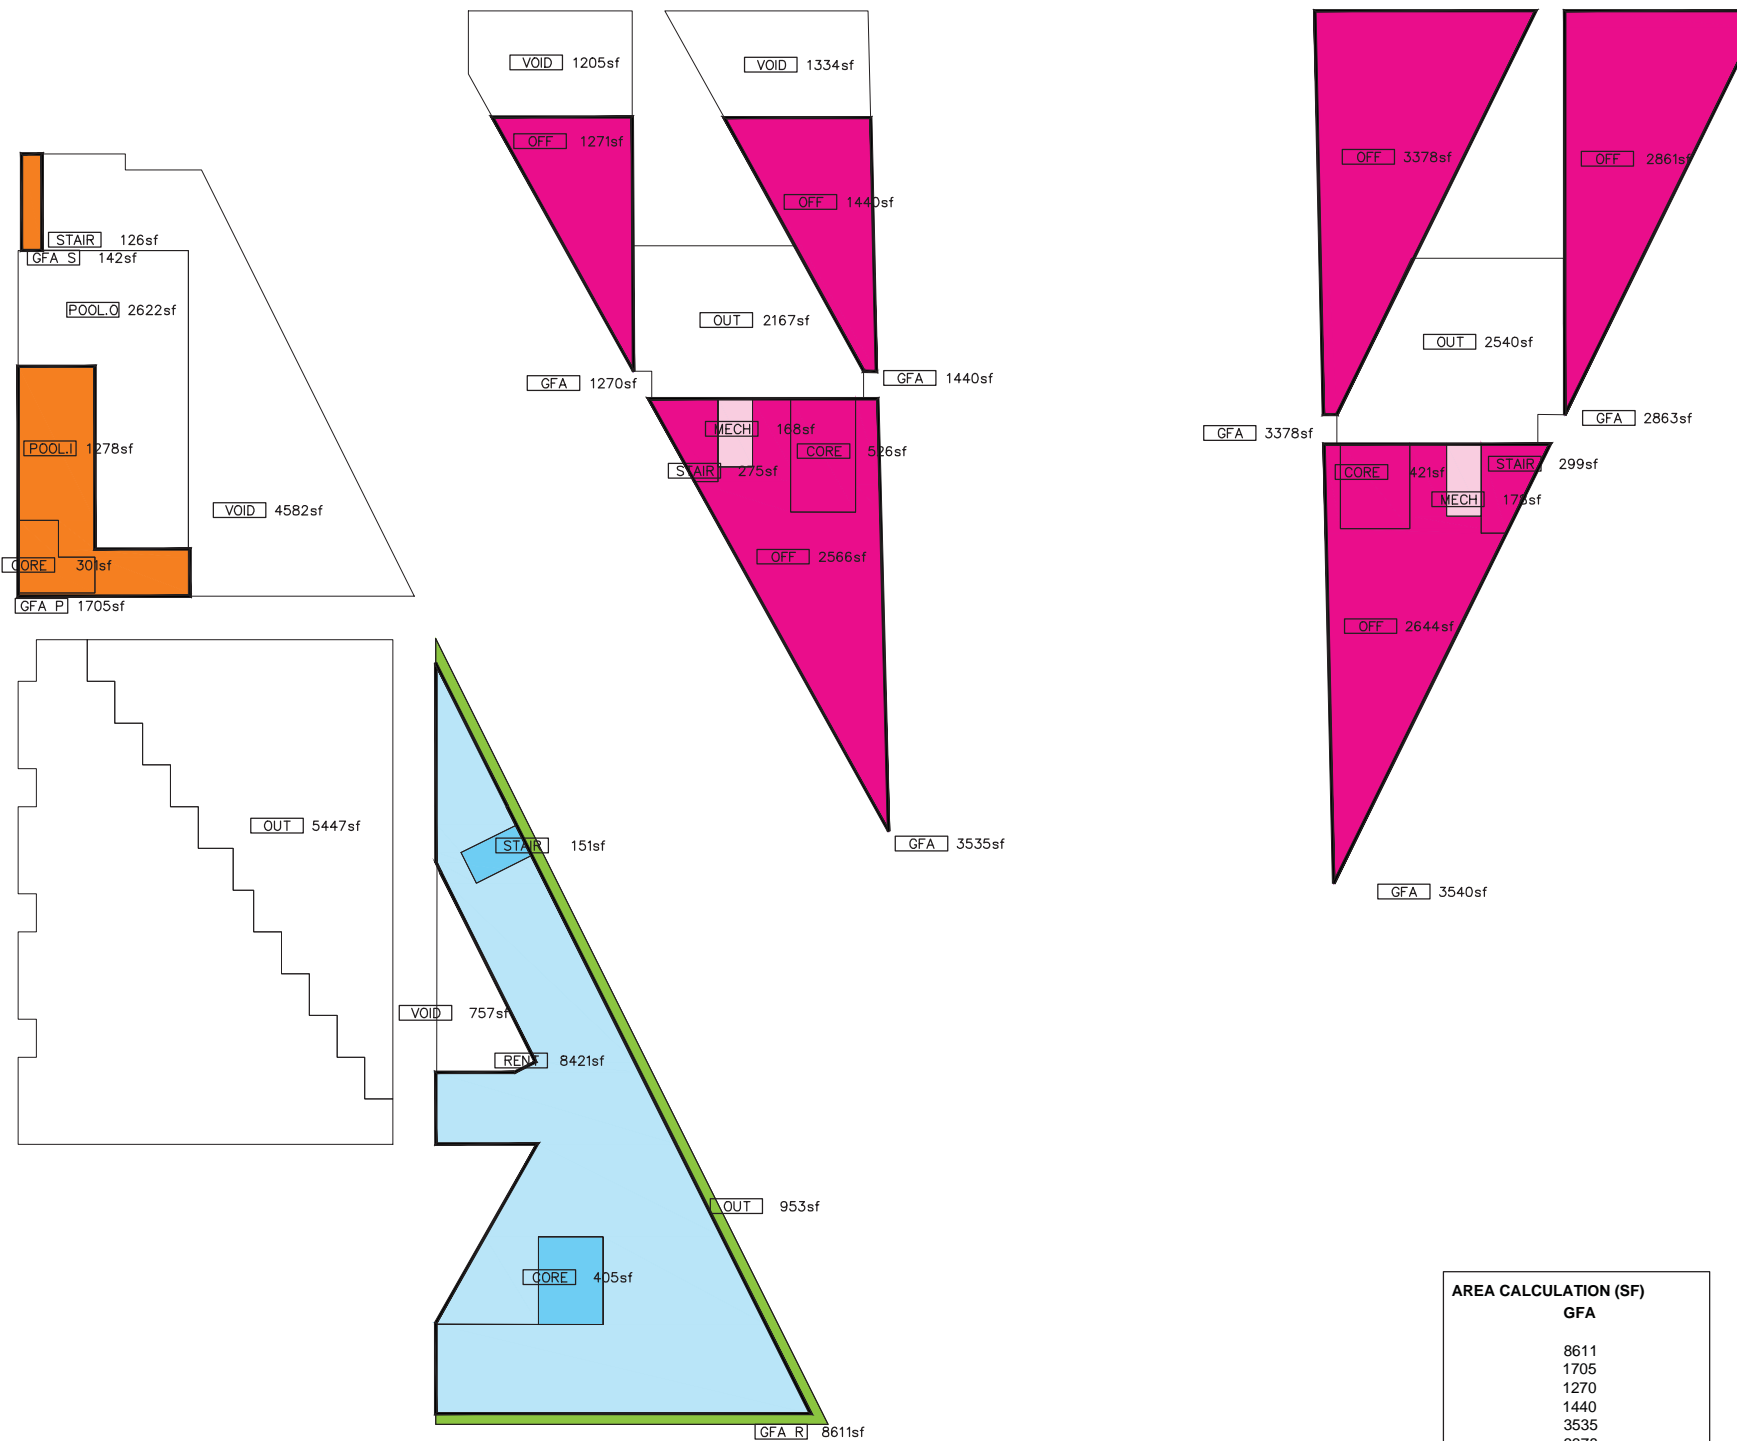 VOID 1205sf
VOID 1334sf
OFF 1271sf
OFF 1440sf
OUT 2167sf
GFA 1270sf
GFA 1440sf
MECH 168sf
CORE 526sf
STAIR 275sf
OFF 2566sf
GFA 3535sf
OFF 3378sf
OFF 2861sf
OUT 2540sf
GFA 3378sf
GFA 2863sf
CORE 421sf
STAIR 299sf
MECH 178sf
OFF 2644sf
GFA 3540sf
STAIR 126sf
GFA S 142sf
POOL.O 2622sf
POOL.I 1278sf
VOID 4582sf
CORE 301sf
GFA P 1705sf
OUT 5447sf
STAIR 151sf
VOID 757sf
RENT 8421sf
OUT 953sf
CORE 405sf
GFA R 8611sf
AREA CALCULATION (SF)
GFA
8611
1705
1270
1440
3535